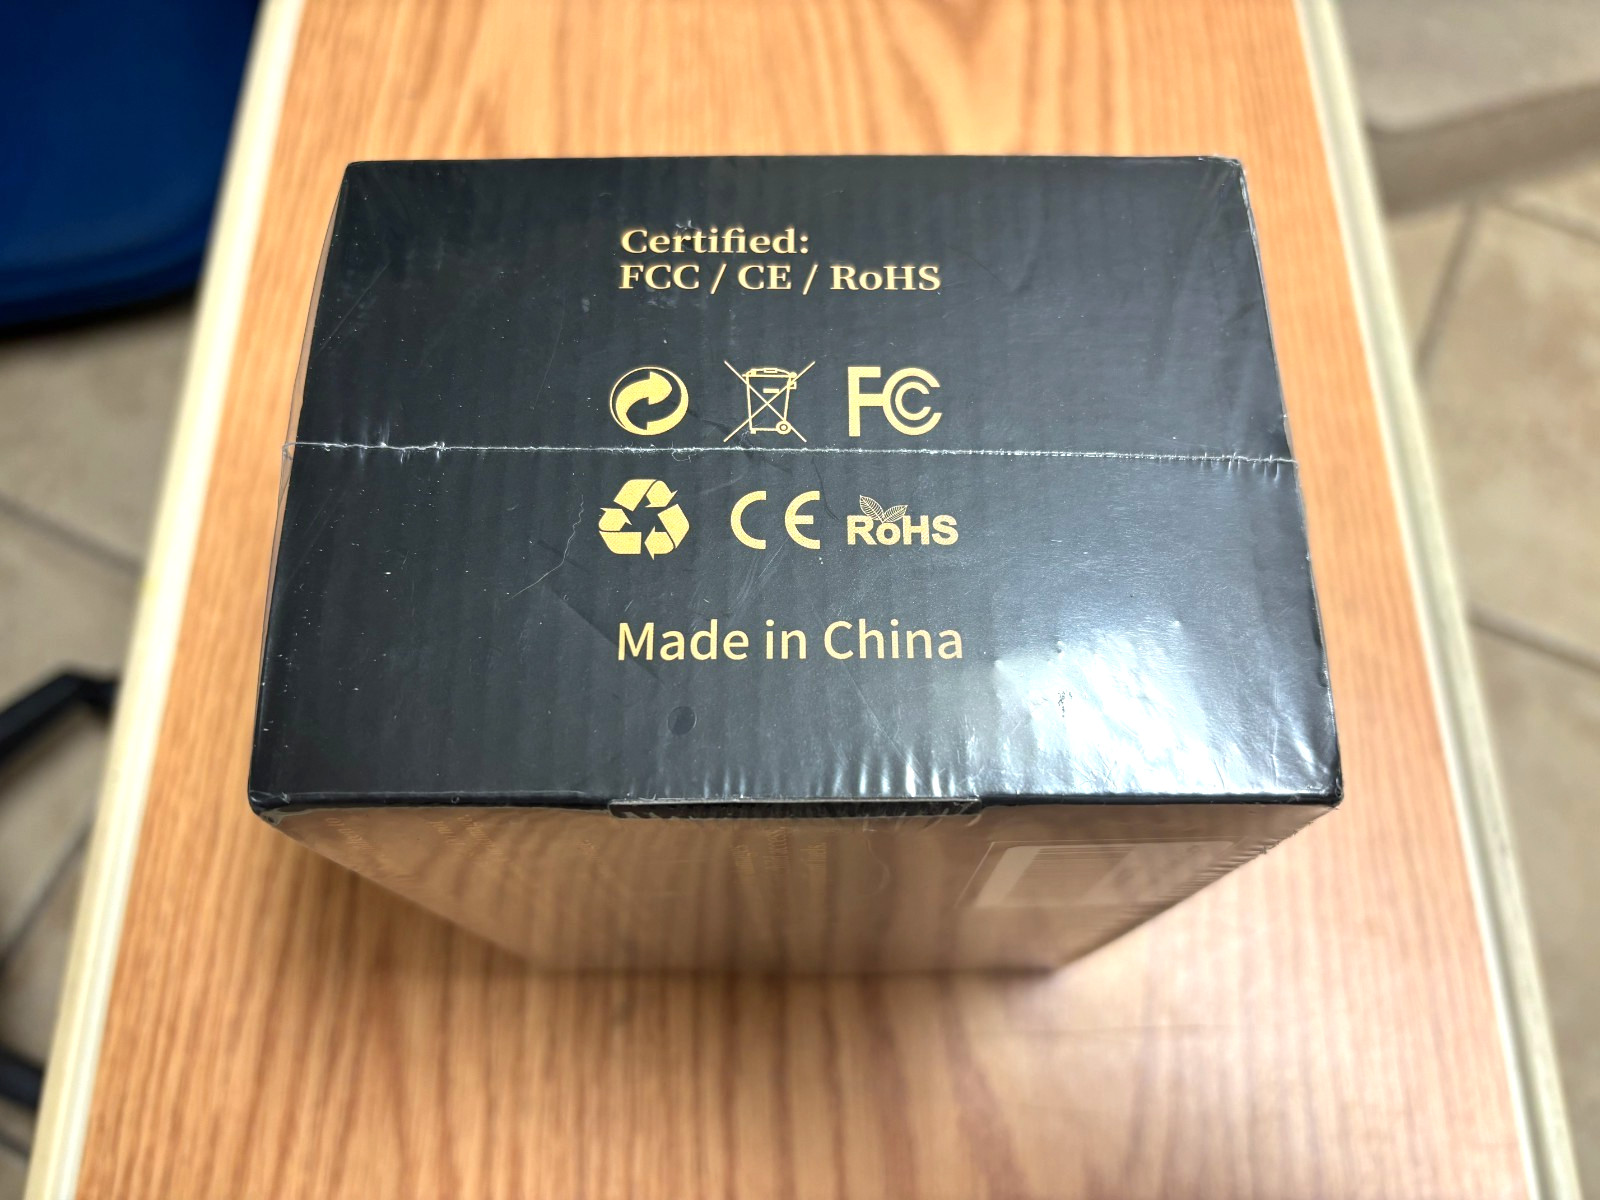 Certified:
FCC / CE / RoHS
FC
CE RoHS
Made in China